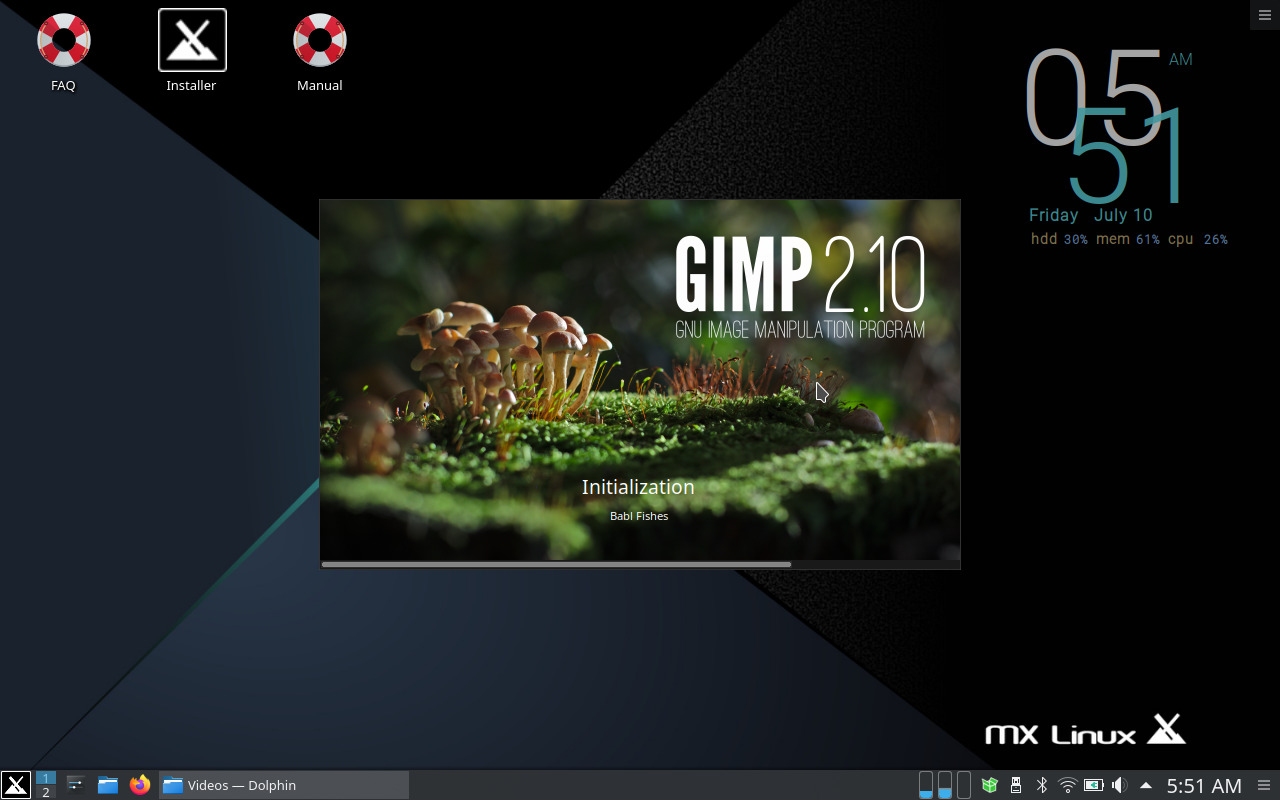 FAQ
Installer
Manual
05 AM
51
Friday July 10
hdd 30% mem 61% cpu 26%
GIMP 2.10
GNU IMAGE MANIPULATION PROGRAM
Initialization
Babl Fishes
MX Linux
1
2
Videos — Dolphin
5:51 AM